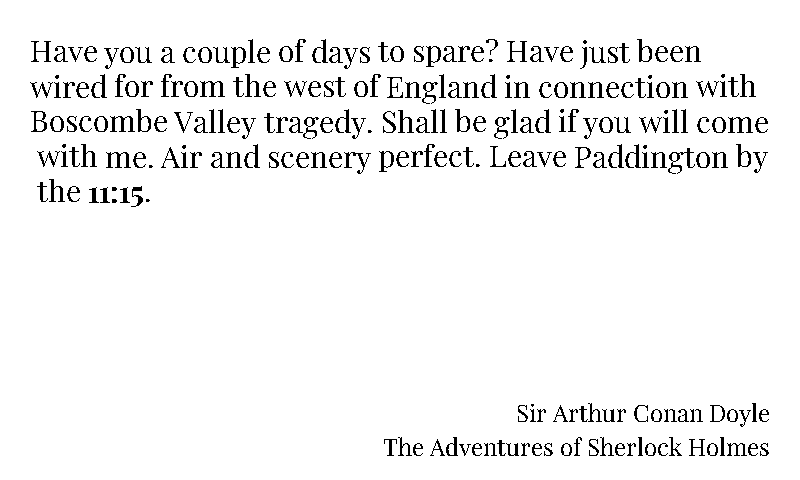 Have you a couple of days to spare? Have just been
wired for from the west of England in connection with
Boscombe Valley tragedy. Shall be glad if you will come
with me. Air and scenery perfect. Leave Paddington by
the 11:15.
Sir Arthur Conan Doyle
The Adventures of Sherlock Holmes